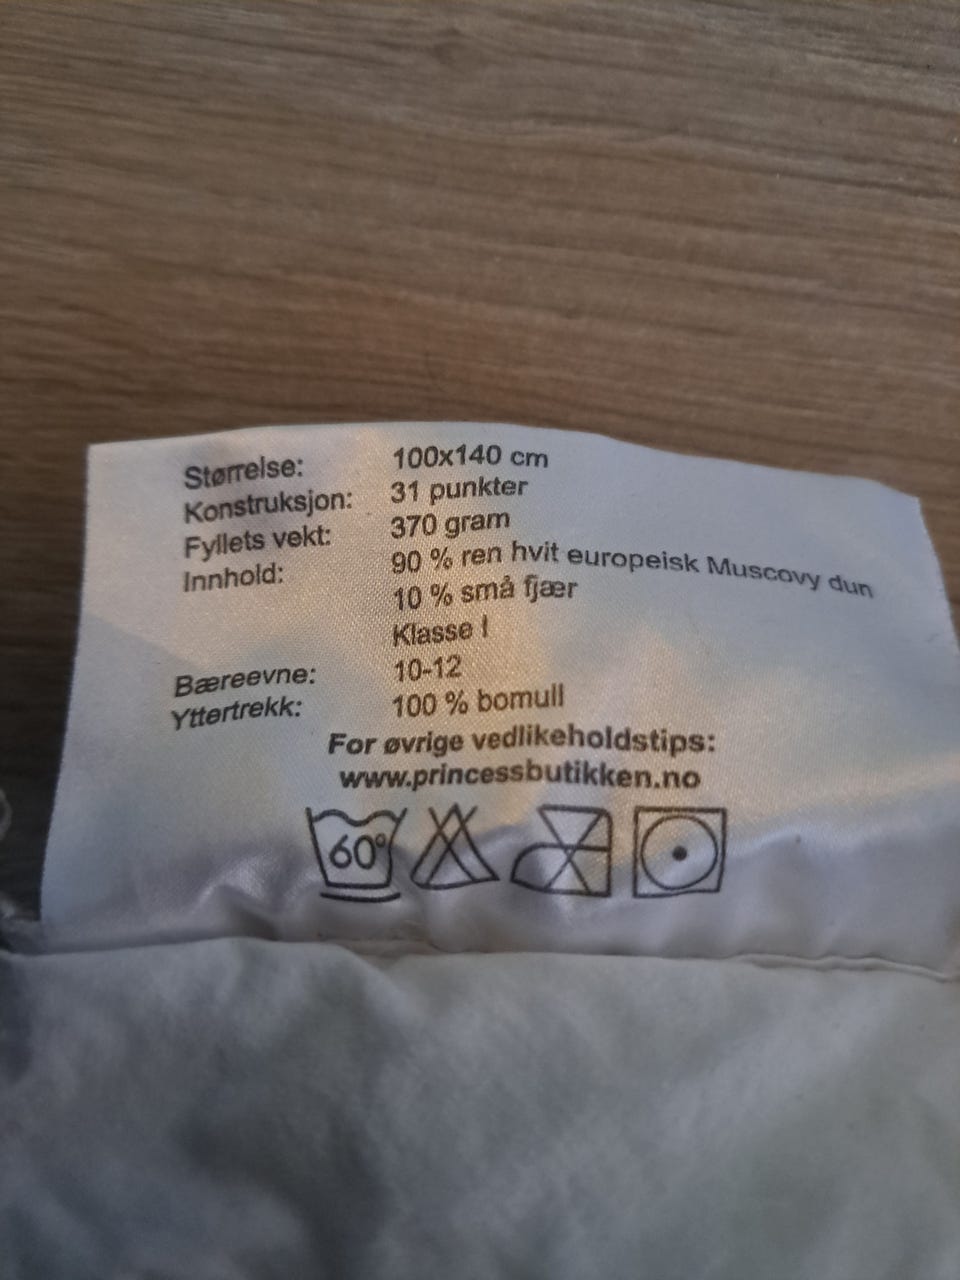 Størrelse: 100x140 cm
Konstruksjon: 31 punkter
Fyllets vekt: 370 gram
Innhold: 90 % ren hvit europeisk Muscovy dun
10 % små fjær
Klasse I
Bæreevne: 10-12
Yttertrekk: 100 % bomull
For øvrige vedlikeholdstips:
www.princessbutikken.no
60°